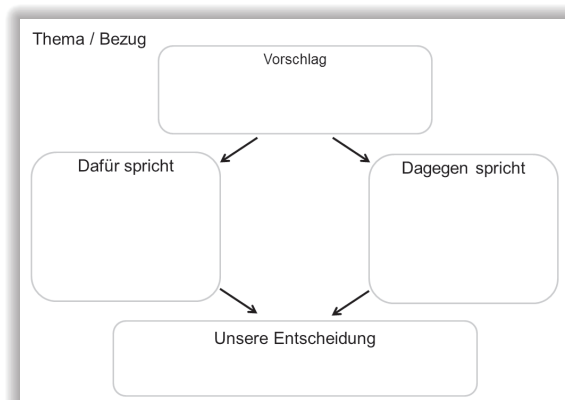 Thema / Bezug
Vorschlag
Dafür spricht
Dagegen spricht
Unsere Entscheidung